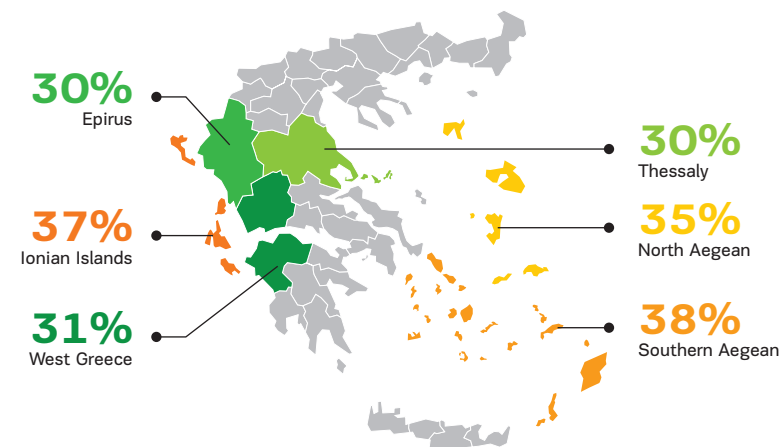 30%
Epirus
37%
Ionian Islands
31%
West Greece
30%
Thessaly
35%
North Aegean
38%
Southern Aegean